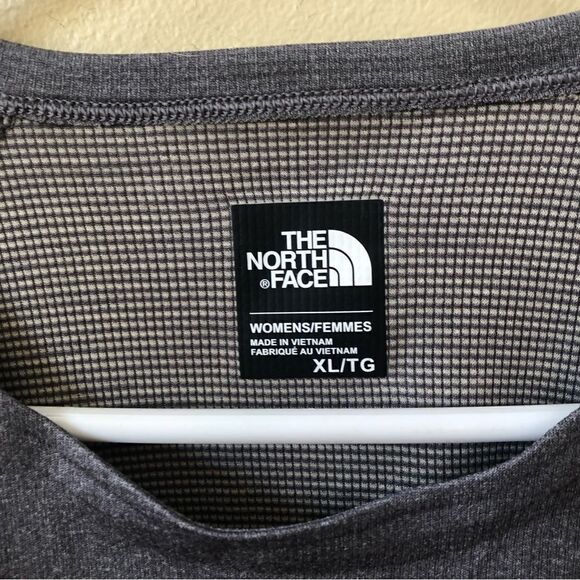 THE
NORTH
® FACE
WOMENS/FEMMES
MADE IN VIETNAM
FABRIQUÉ AU VIETNAM
XL/TG